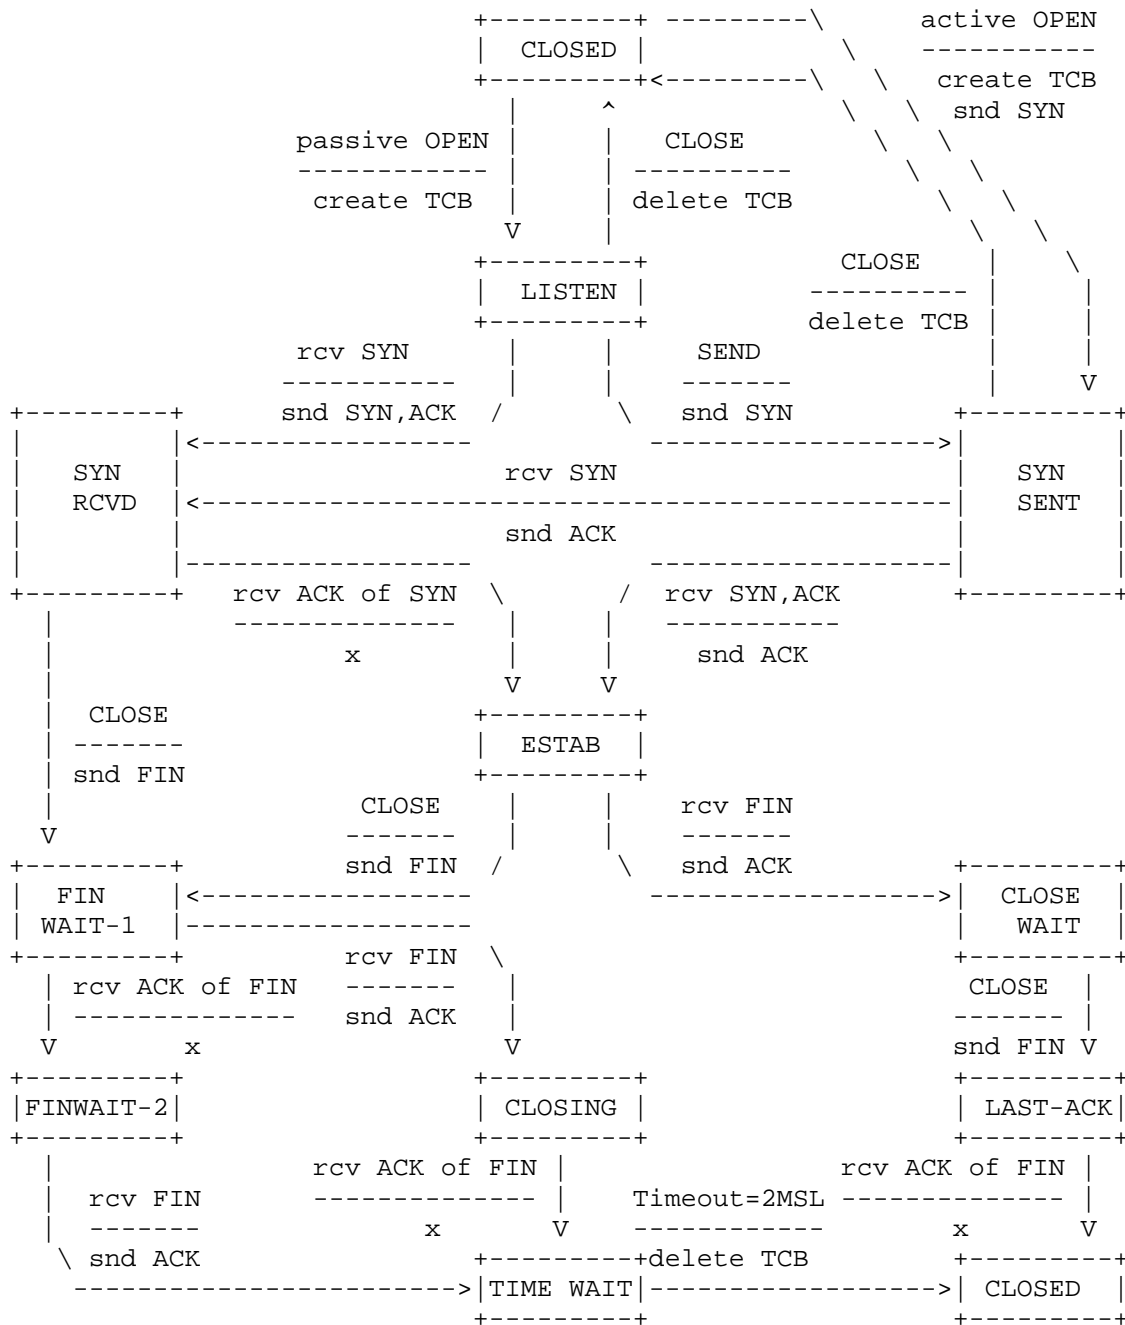 active OPEN
CLOSED
create TCB
snd SYN
passive OPEN CLOSE
create TCB delete TCB
V
CLOSE
LISTEN
delete TCB
rcv SYN SEND
V
snd SYN,ACK snd SYN
rcv SYN
SYN SYN
RCVD SENT
snd ACK
rcv ACK of SYN rcv SYN,ACK
x snd ACK
V V
CLOSE
ESTAB
snd FIN
CLOSE rcv FIN
V
snd FIN snd ACK
FIN CLOSE
WAIT-1 WAIT
rcv FIN
rcv ACK of FIN CLOSE
snd ACK
V x V snd FIN V
FINWAIT-2 CLOSING LAST-ACK
rcv ACK of FIN rcv ACK of FIN
rcv FIN Timeout=2MSL
x V x V
snd ACK delete TCB
TIME WAIT CLOSED